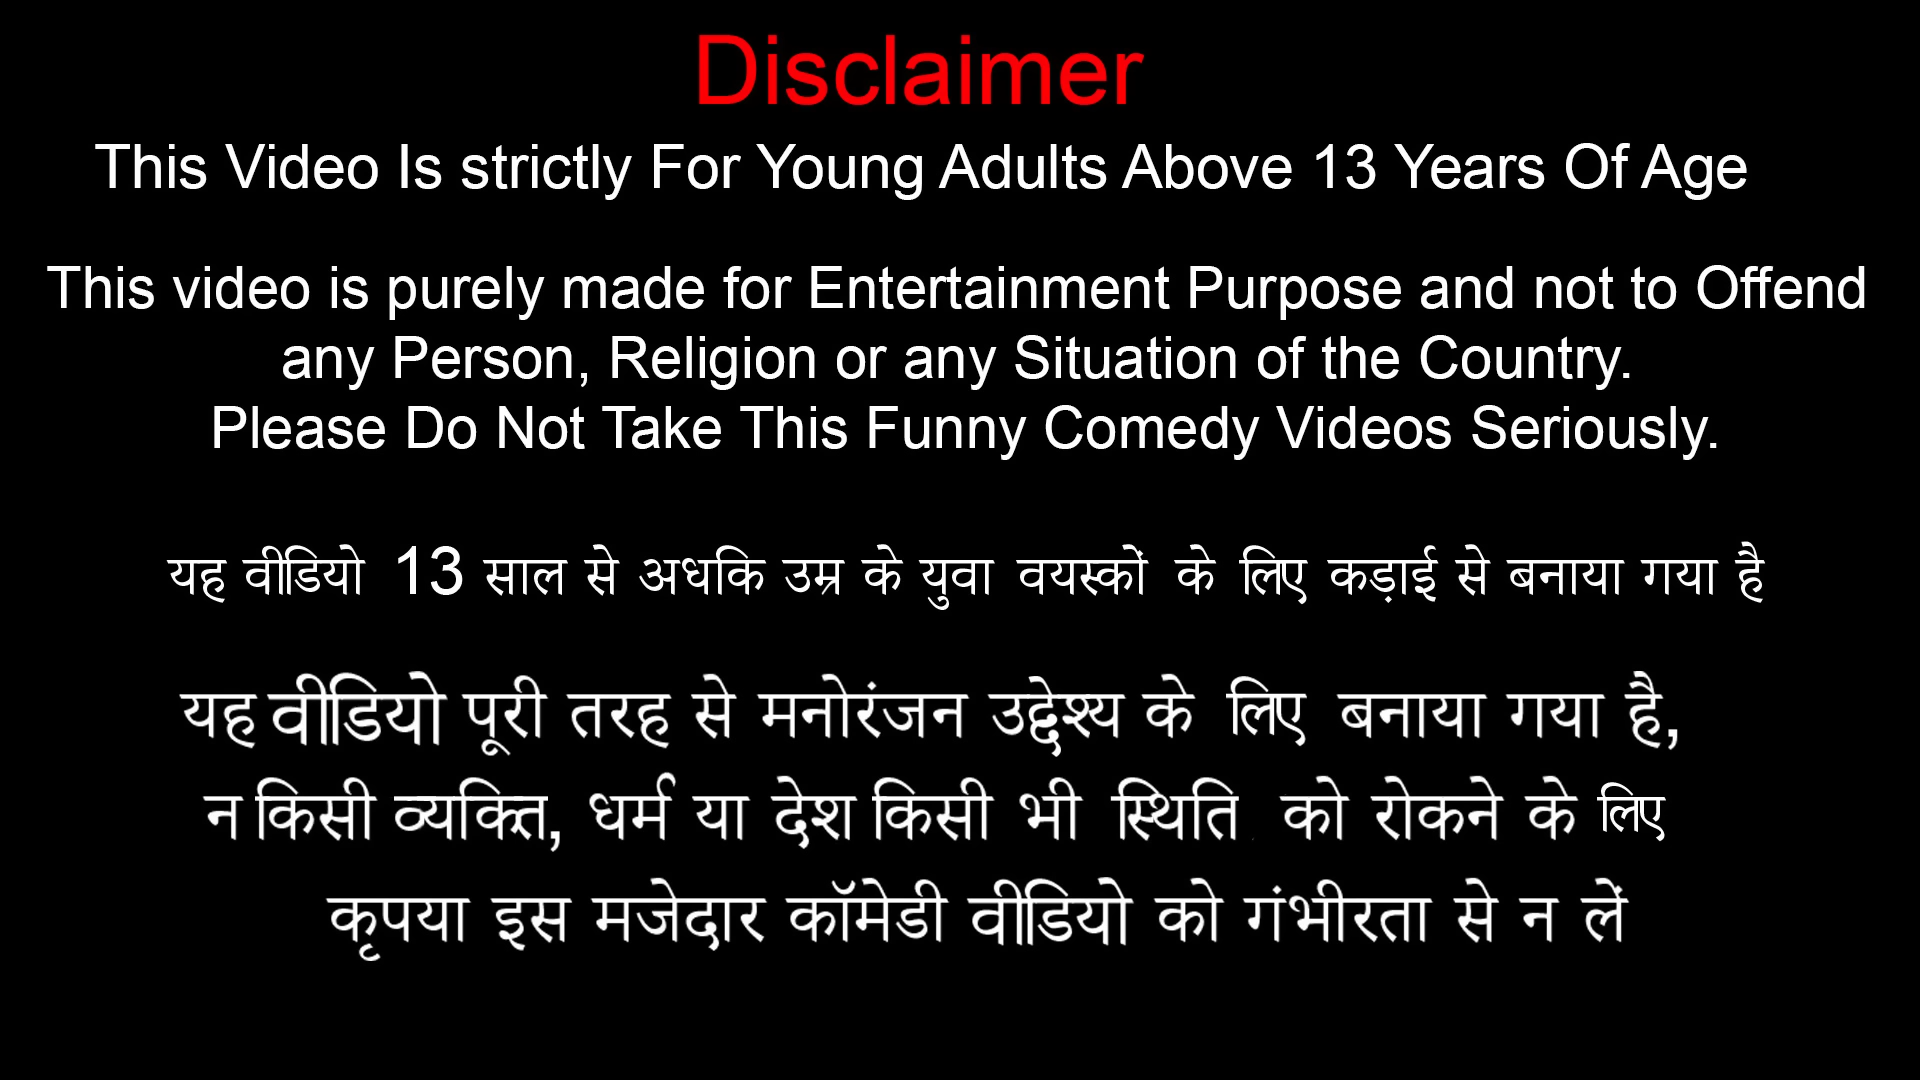 Disclaimer
This Video Is strictly For Young Adults Above 13 Years Of Age
This video is purely made for Entertainment Purpose and not to Offend
any Person, Religion or any Situation of the Country.
Please Do Not Take This Funny Comedy Videos Seriously.
यह वीडियो 13 साल से अधकि उम्र के युवा वयस्कों के लिए कड़ाई से बनाया गया है
यह वीडियो पूरी तरह से मनोरंजन उद्देश्य के लिए बनाया गया है,
न किसी व्यक्ति, धर्म या देश किसी भी स्थिति को रोकने के लिए
कृपया इस मजेदार कॉमेडी वीडियो को गंभीरता से न लें